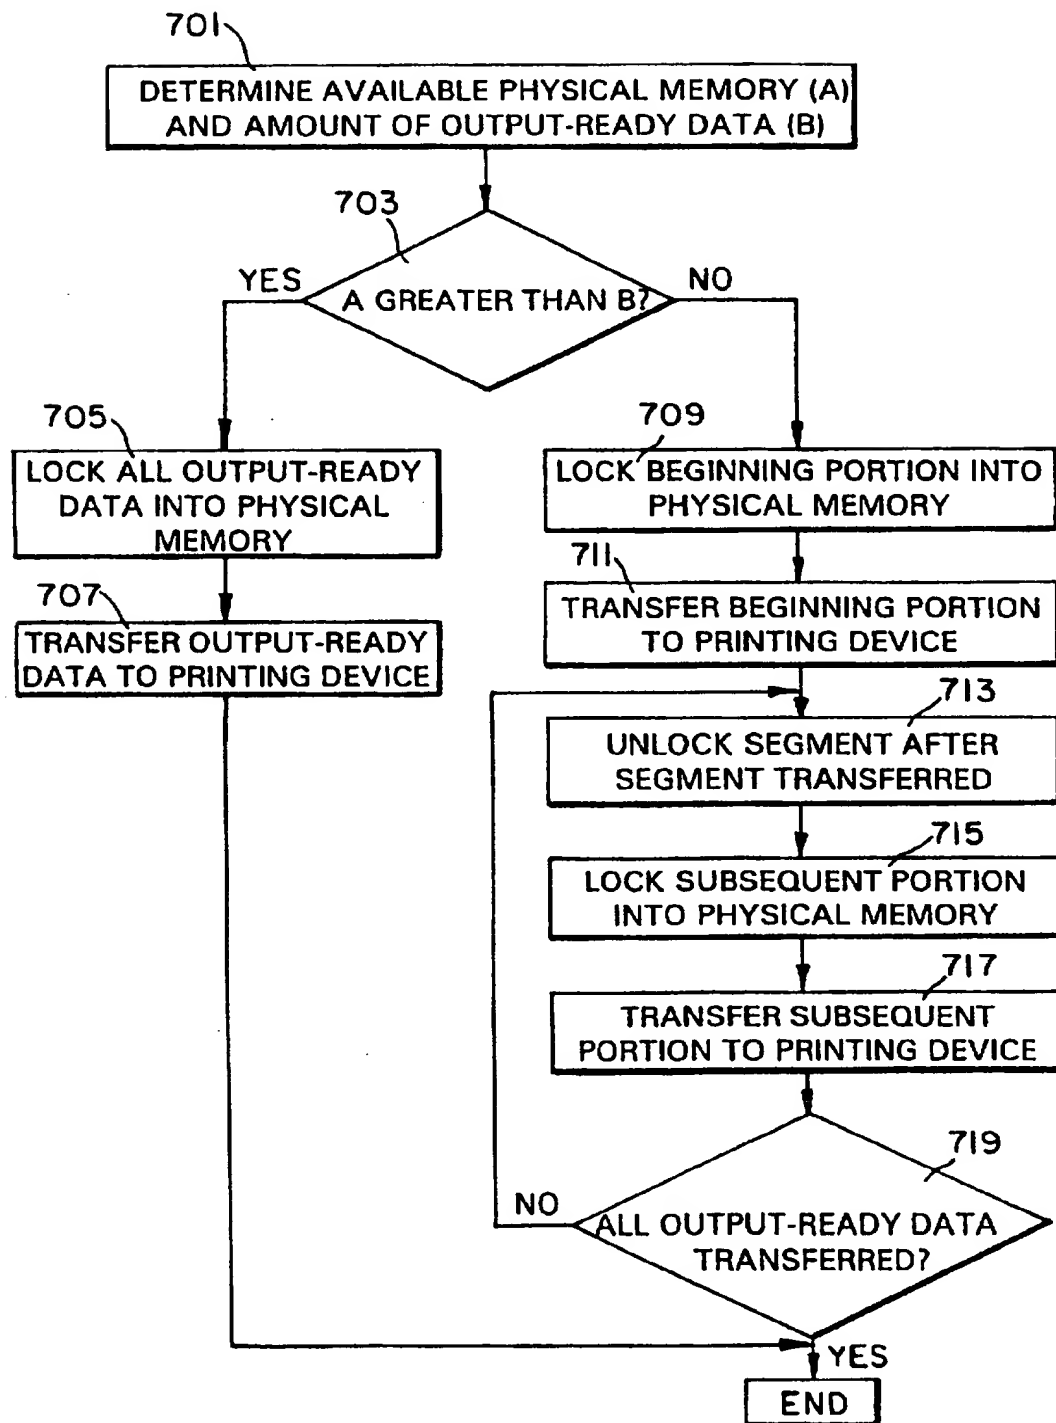 701
DETERMINE AVAILABLE PHYSICAL MEMORY (A)
AND AMOUNT OF OUTPUT-READY DATA (B)
703
YES
NO
A GREATER THAN B?
705
LOCK ALL OUTPUT-READY
DATA INTO PHYSICAL
MEMORY
707
TRANSFER OUTPUT-READY
DATA TO PRINTING DEVICE
709
LOCK BEGINNING PORTION INTO
PHYSICAL MEMORY
711
TRANSFER BEGINNING PORTION
TO PRINTING DEVICE
713
UNLOCK SEGMENT AFTER
SEGMENT TRANSFERRED
715
LOCK SUBSEQUENT PORTION
INTO PHYSICAL MEMORY
717
TRANSFER SUBSEQUENT
PORTION TO PRINTING DEVICE
719
NO
ALL OUTPUT-READY DATA
TRANSFERRED?
YES
END